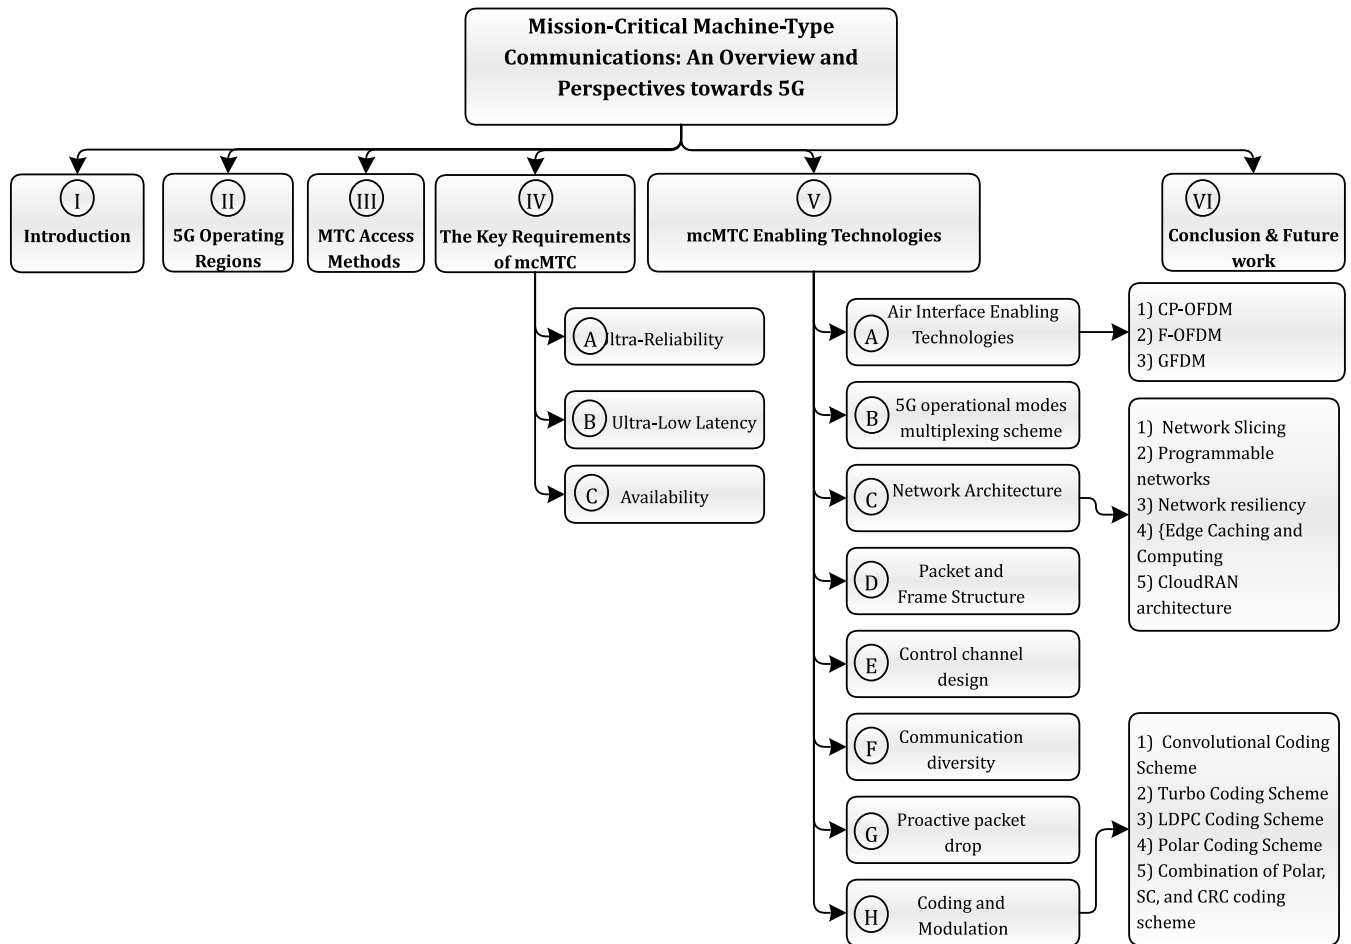 Mission-Critical Machine-Type
Communications: An Overview and
Perspectives towards 5G
I
Introduction
II
5G Operating
Regions
III
MTC Access
Methods
IV
The Key Requirements
of mcMTC
V
mcMTC Enabling Technologies
VI
Conclusion & Future
work
A
ltra-Reliability
B
Ultra-Low Latency
C
Availability
A
Air Interface Enabling
Technologies
1) CP-OFDM
2) F-OFDM
3) GFDM
B
5G operational modes
multiplexing scheme
C
Network Architecture
1) Network Slicing
2) Programmable
networks
3) Network resiliency
4) {Edge Caching and
Computing
5) CloudRAN
architecture
D
Packet and
Frame Structure
E
Control channel
design
F
Communication
diversity
G
Proactive packet
drop
H
Coding and
Modulation
1) Convolutional Coding
Scheme
2) Turbo Coding Scheme
3) LDPC Coding Scheme
4) Polar Coding Scheme
5) Combination of Polar,
SC, and CRC coding
scheme